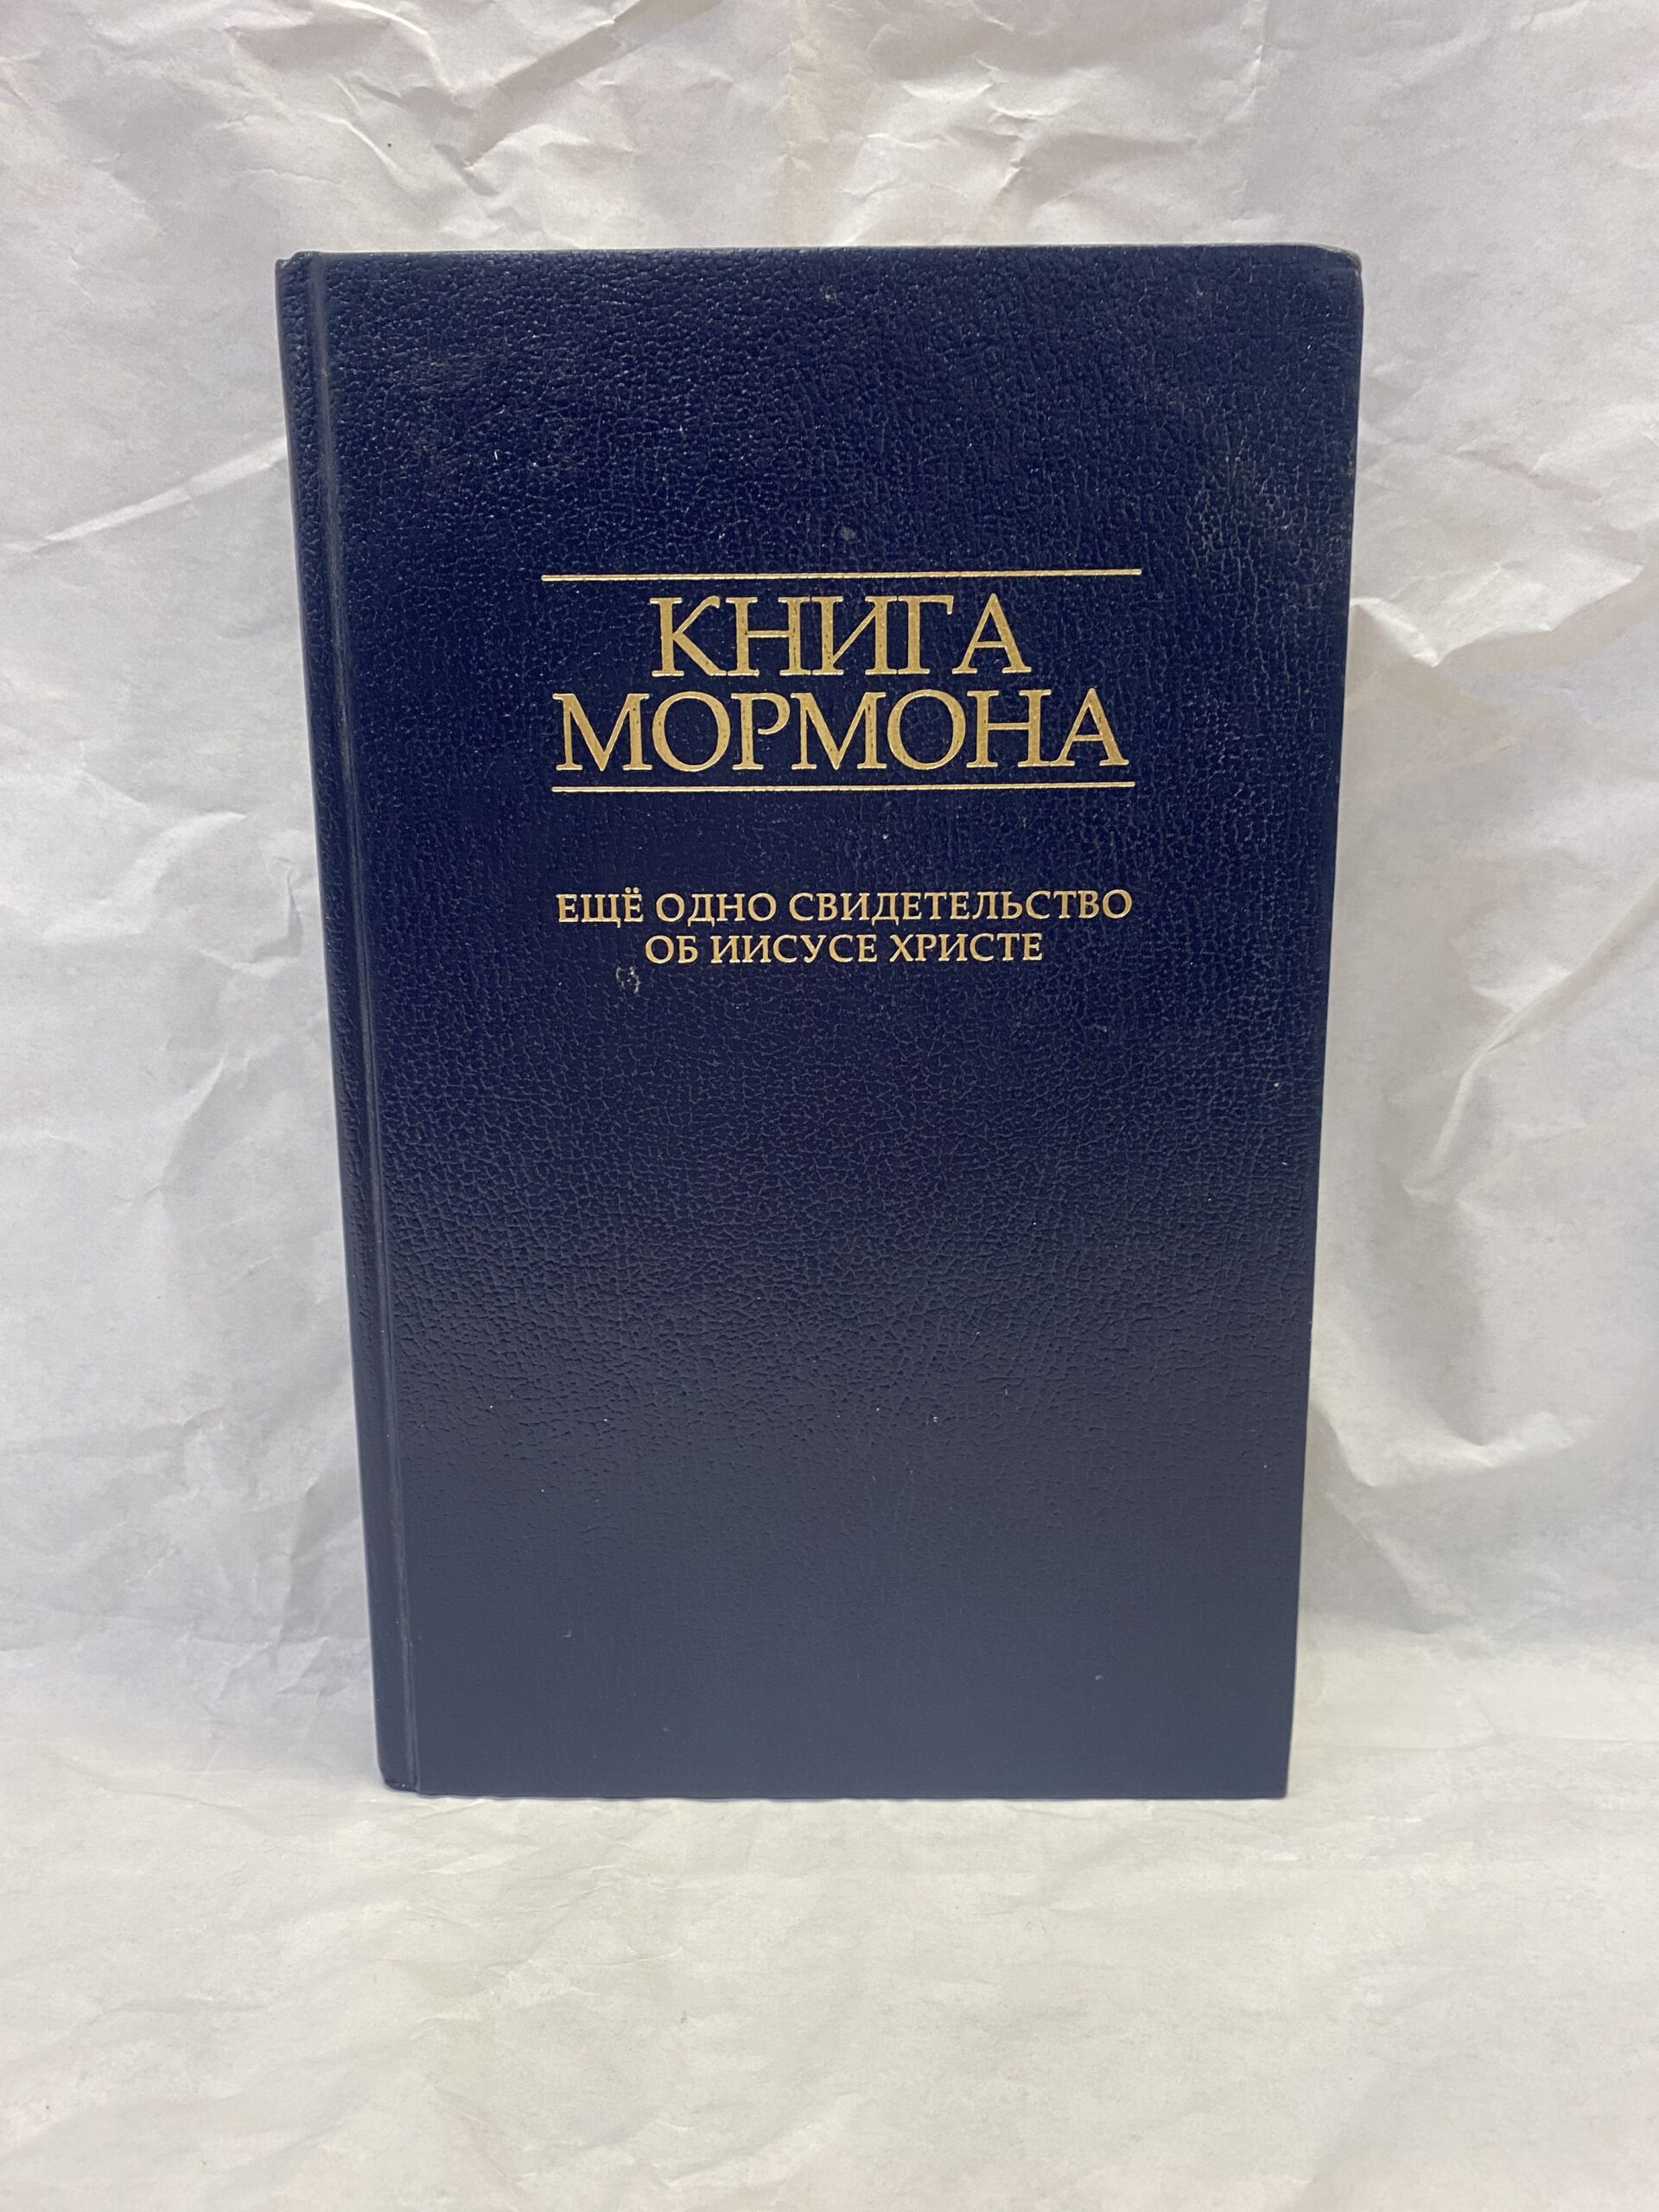 КНИГА
МОРМОНА
ЕЩЁ ОДНО СВИДЕТЕЛЬСТВО
ОБ ИИСУСЕ ХРИСТЕ